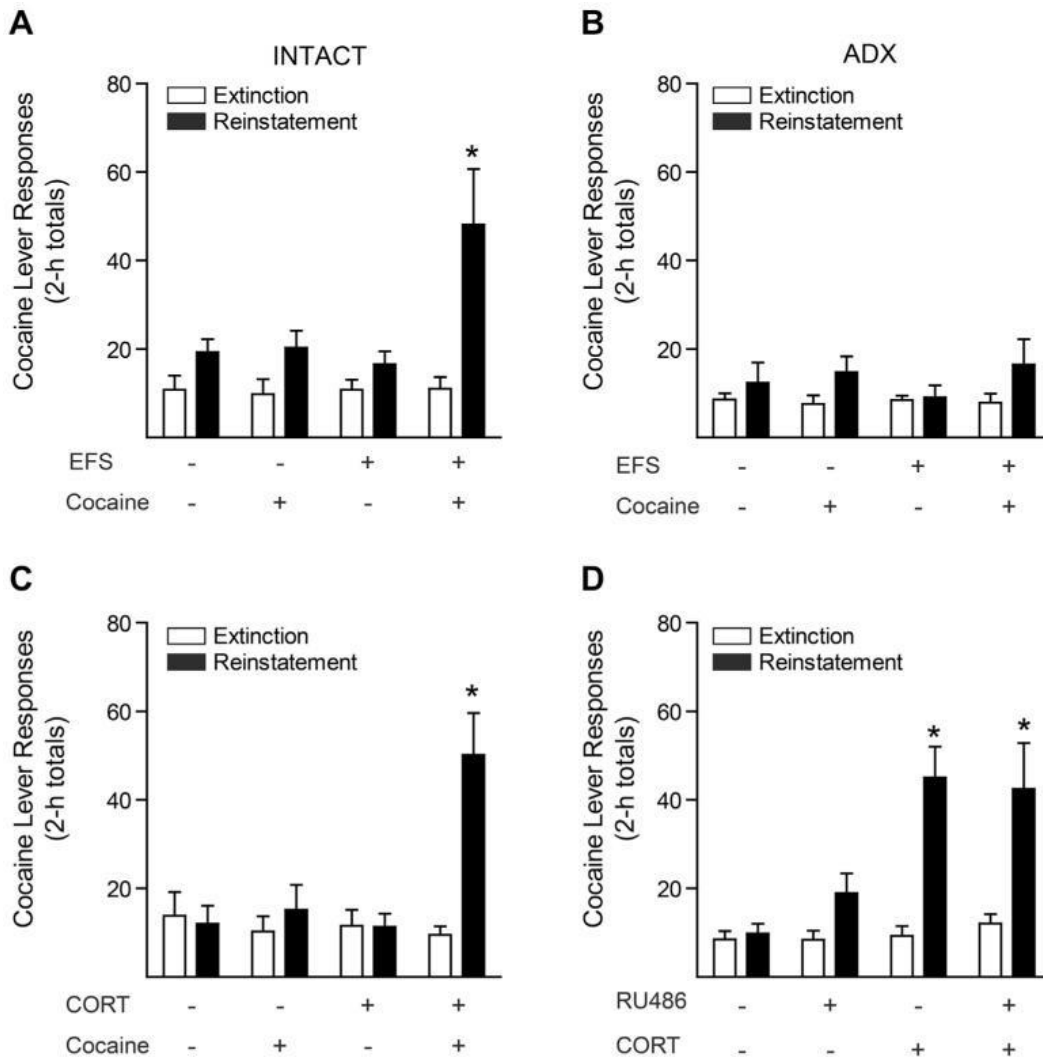 A
INTACT
80
60
40
20
Cocaine Lever Responses
(2-h totals)
Extinction
Reinstatement
*
EFS - - + +
Cocaine - + - +
B
ADX
80
60
40
20
Cocaine Lever Responses
(2-h totals)
Extinction
Reinstatement
EFS - - + +
Cocaine - + - +
C
80
60
40
20
Cocaine Lever Responses
(2-h totals)
Extinction
Reinstatement
*
CORT - - + +
Cocaine - + - +
D
80
60
40
20
Cocaine Lever Responses
(2-h totals)
Extinction
Reinstatement
* *
RU486 - + - +
CORT - - + +